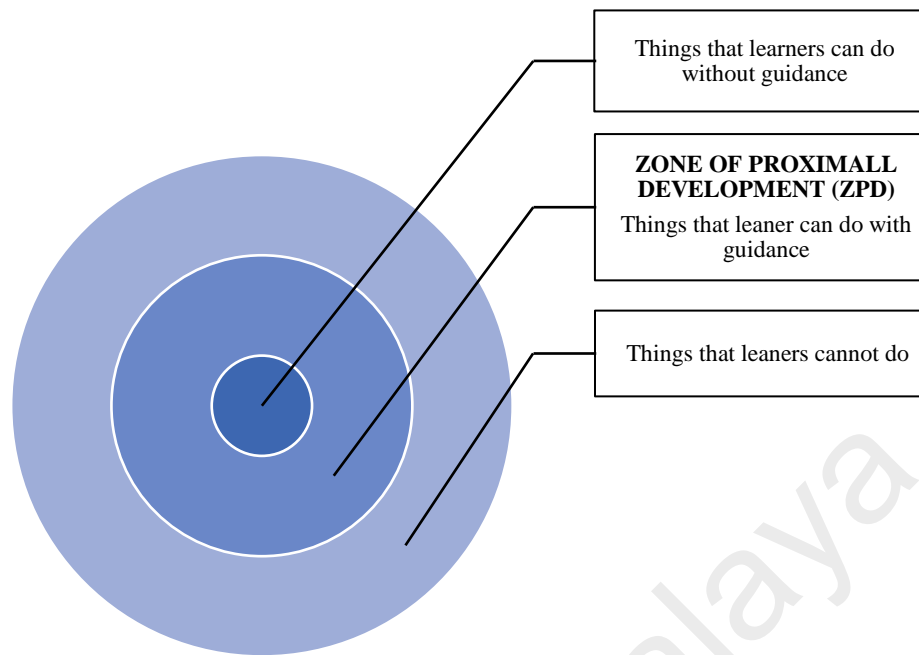 Things that learners can do
without guidance
ZONE OF PROXIMALL
DEVELOPMENT (ZPD)
Things that leaner can do with
guidance
Things that leaners cannot do
alaya